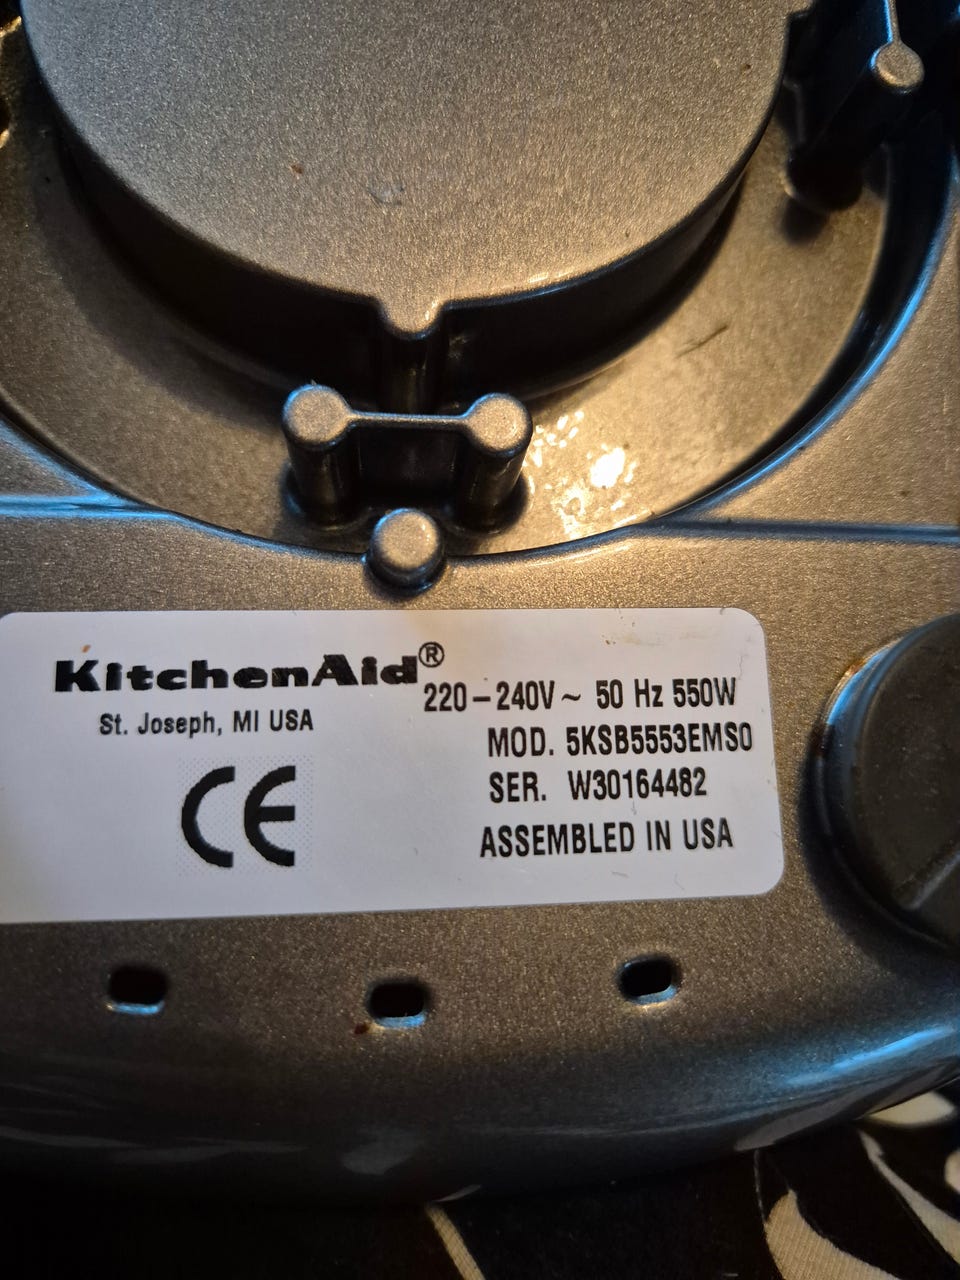 KitchenAid®
St. Joseph, MI USA
CE
220-240V~ 50 Hz 550W
MOD. 5KSB5553EMS0
SER. W30164482
ASSEMBLED IN USA